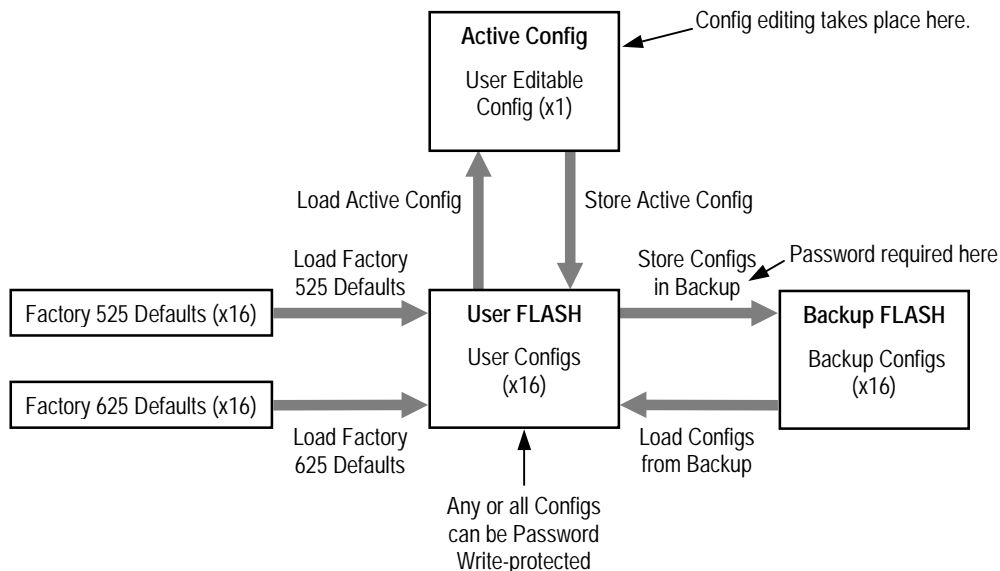 Active Config
User Editable
Config (x1)
Config editing takes place here.
Load Active Config
Store Active Config
Load Factory
525 Defaults
Store Configs
in Backup
Password required here
Factory 525 Defaults (x16)
User FLASH
User Configs
(x16)
Backup FLASH
Backup Configs
(x16)
Factory 625 Defaults (x16)
Load Factory
625 Defaults
Load Configs
from Backup
Any or all Configs
can be Password
Write-protected